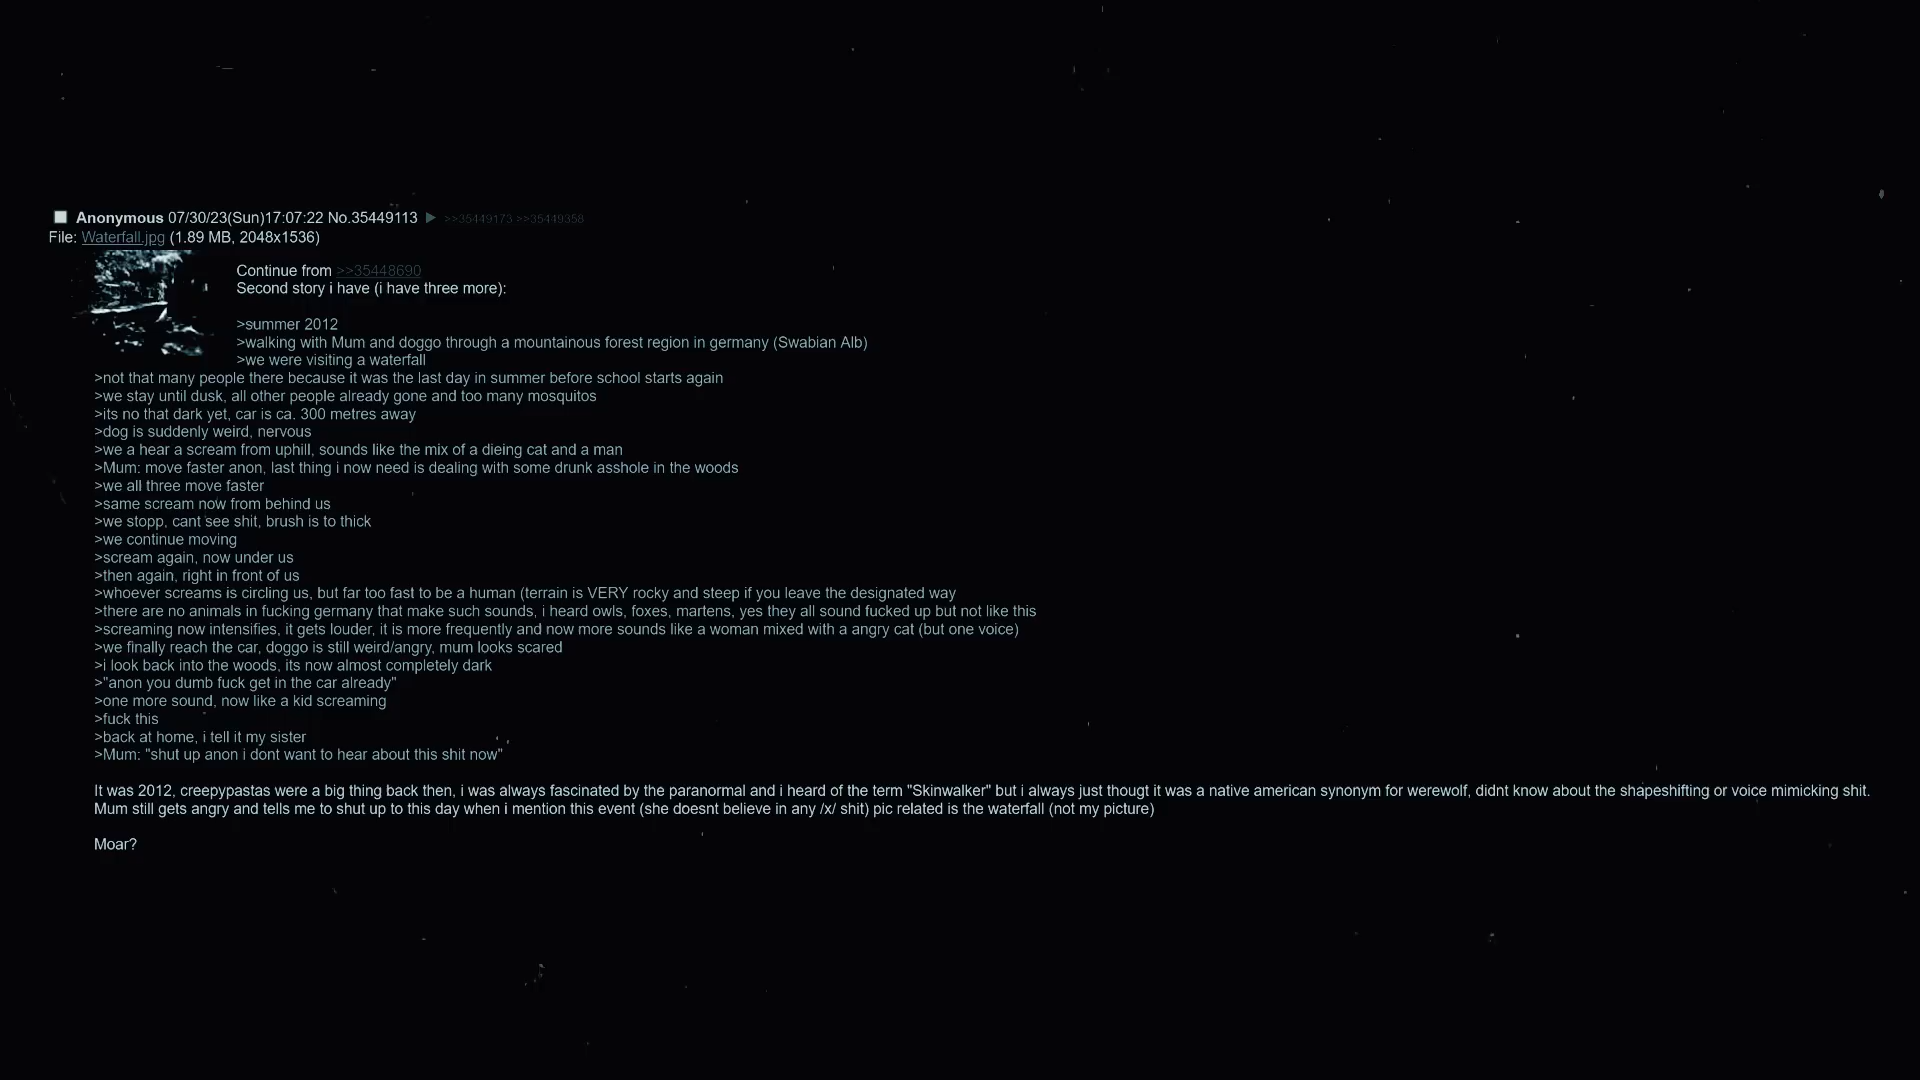 Anonymous 07/30/23(Sun)17:07:22 No.35449113 ▶ >>35449173 >>35449358
File: Waterfall.jpg (1.89 MB, 2048x1536)
Continue from >>35448690
Second story i have (i have three more):
>summer 2012
>walking with Mum and doggo through a mountainous forest region in germany (Swabian Alb)
>we were visiting a waterfall
>not that many people there because it was the last day in summer before school starts again
>we stay until dusk, all other people already gone and too many mosquitos
>its no that dark yet, car is ca. 300 metres away
>dog is suddenly weird, nervous
>we a hear a scream from uphill, sounds like the mix of a dieing cat and a man
>Mum: move faster anon, last thing i now need is dealing with some drunk asshole in the woods
>we all three move faster
>same scream now from behind us
>we stopp, cant see shit, brush is to thick
>we continue moving
>scream again, now under us
>then again, right in front of us
>whoever screams is circling us, but far too fast to be a human (terrain is VERY rocky and steep if you leave the designated way
>there are no animals in fucking germany that make such sounds, i heard owls, foxes, martens, yes they all sound fucked up but not like this
>screaming now intensifies, it gets louder, it is more frequently and now more sounds like a woman mixed with a angry cat (but one voice)
>we finally reach the car, doggo is still weird/angry, mum looks scared
>i look back into the woods, its now almost completely dark
>"anon you dumb fuck get in the car already"
>one more sound, now like a kid screaming
>fuck this
>back at home, i tell it my sister
>Mum: "shut up anon i dont want to hear about this shit now"
It was 2012, creepypastas were a big thing back then, i was always fascinated by the paranormal and i heard of the term "Skinwalker" but i always just thougt it was a native american synonym for werewolf, didnt know about the shapeshifting or voice mimicking shit.
Mum still gets angry and tells me to shut up to this day when i mention this event (she doesnt believe in any /x/ shit) pic related is the waterfall (not my picture)
Moar?